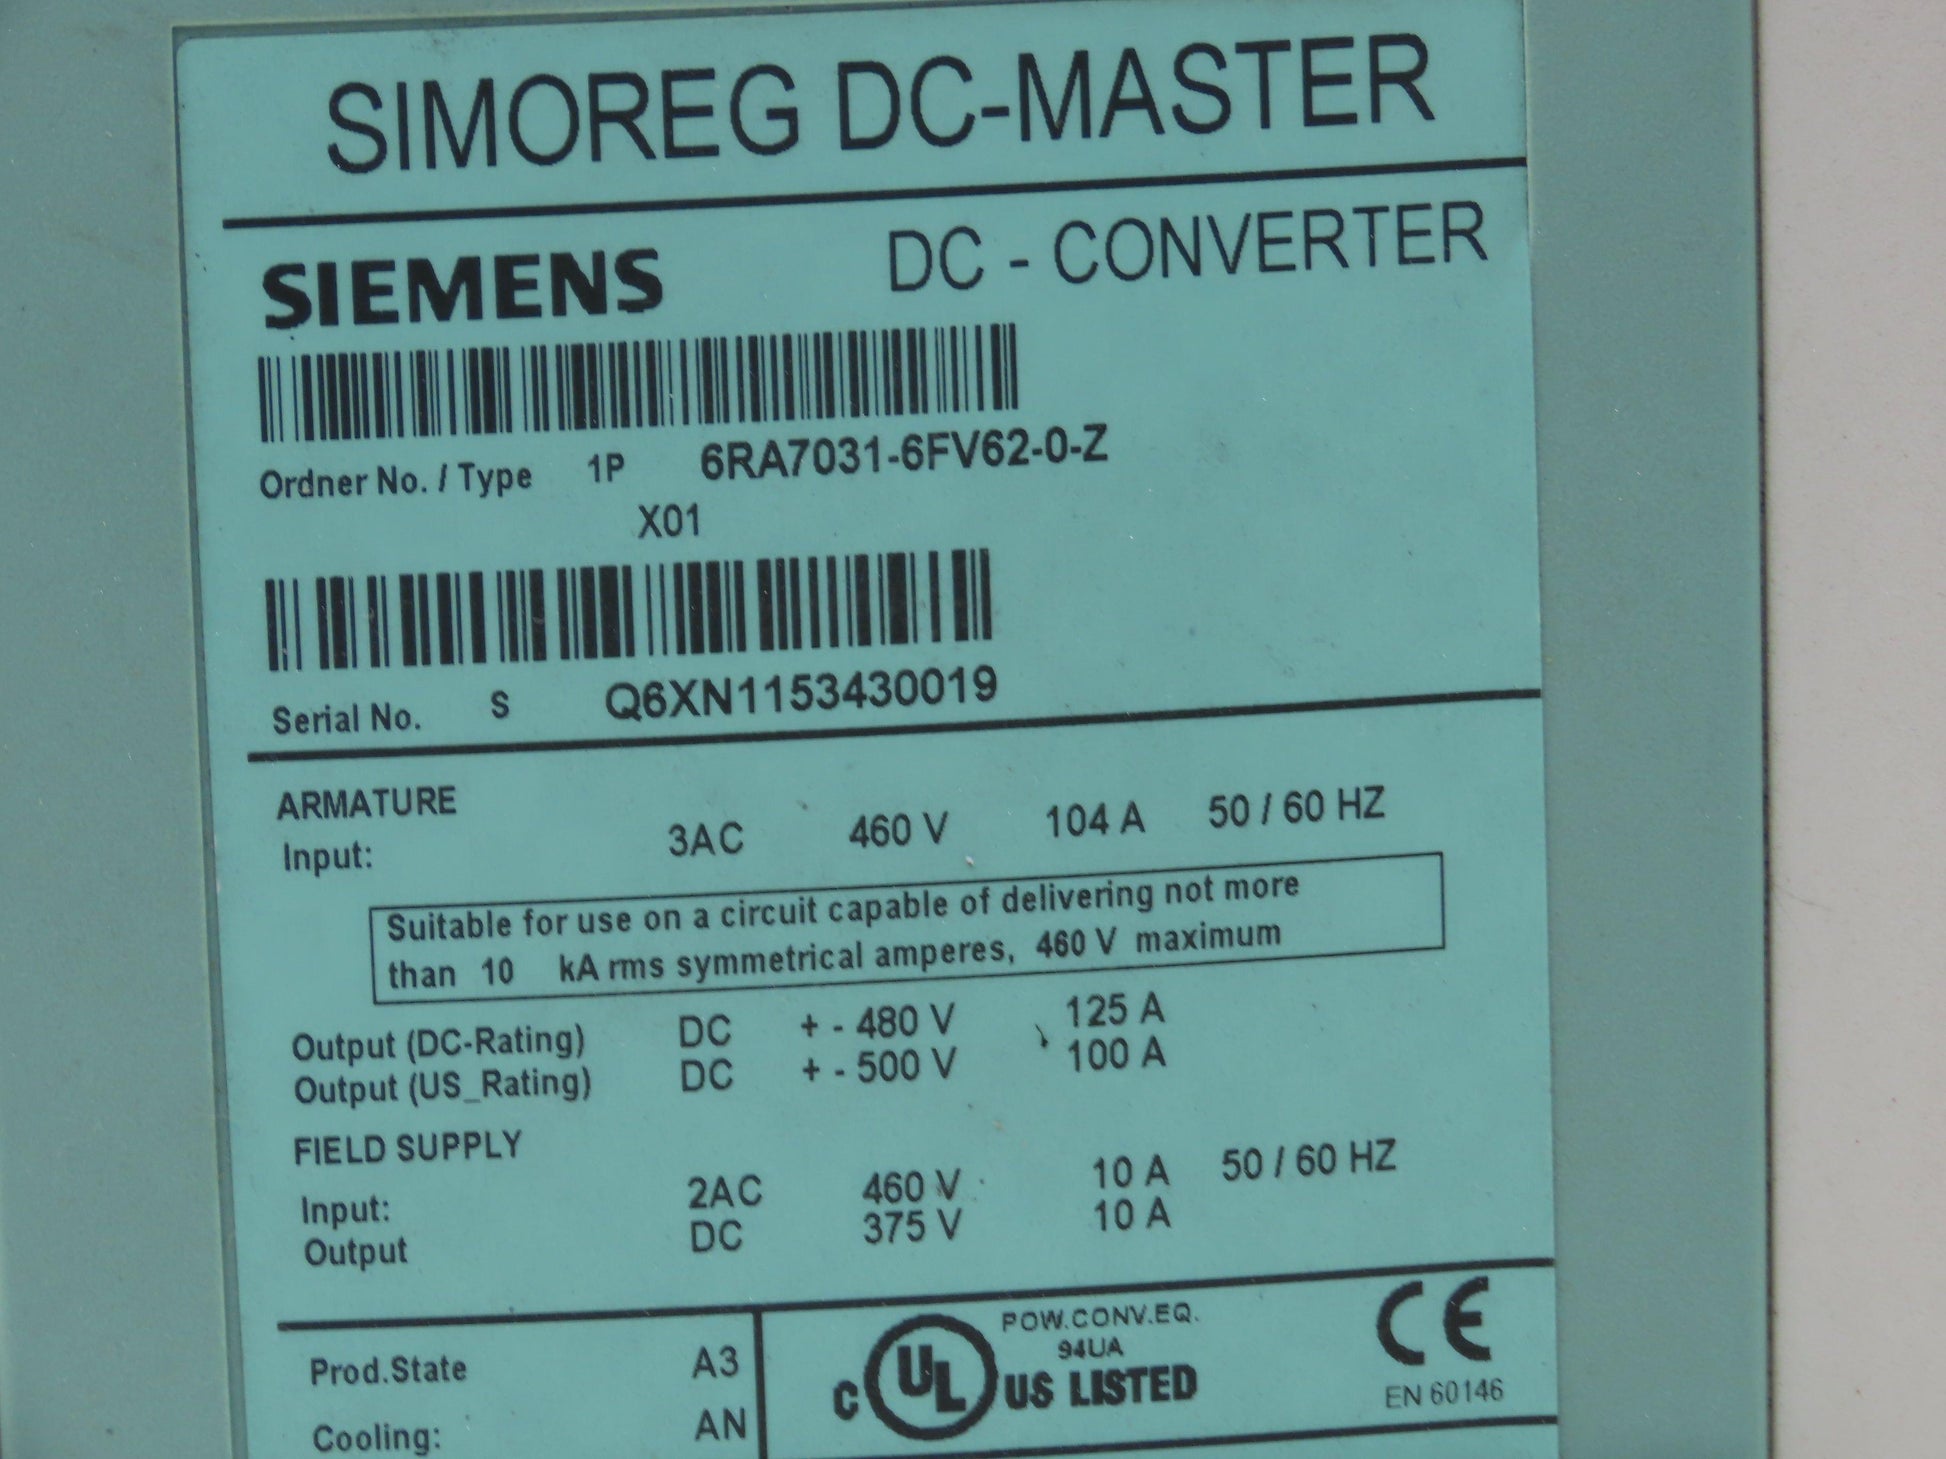 SIMOREG DC-MASTER
SIEMENS DC - CONVERTER
Ordner No. / Type 1P 6RA7031-6FV62-0-Z
X01
Serial No. S Q6XN1153430019
ARMATURE
Input: 3AC 460 V 104 A 50 / 60 HZ
Suitable for use on a circuit capable of delivering not more
than 10 kA rms symmetrical amperes, 460 V maximum
Output (DC-Rating) DC + - 480 V 125 A
Output (US_Rating) DC + - 500 V 100 A
FIELD SUPPLY
Input: 2AC 460 V 10 A 50 / 60 HZ
Output DC 375 V 10 A
Prod.State A3
Cooling: AN
POW.CONV.EQ.
94UA
C UL US LISTED
CE
EN 60146